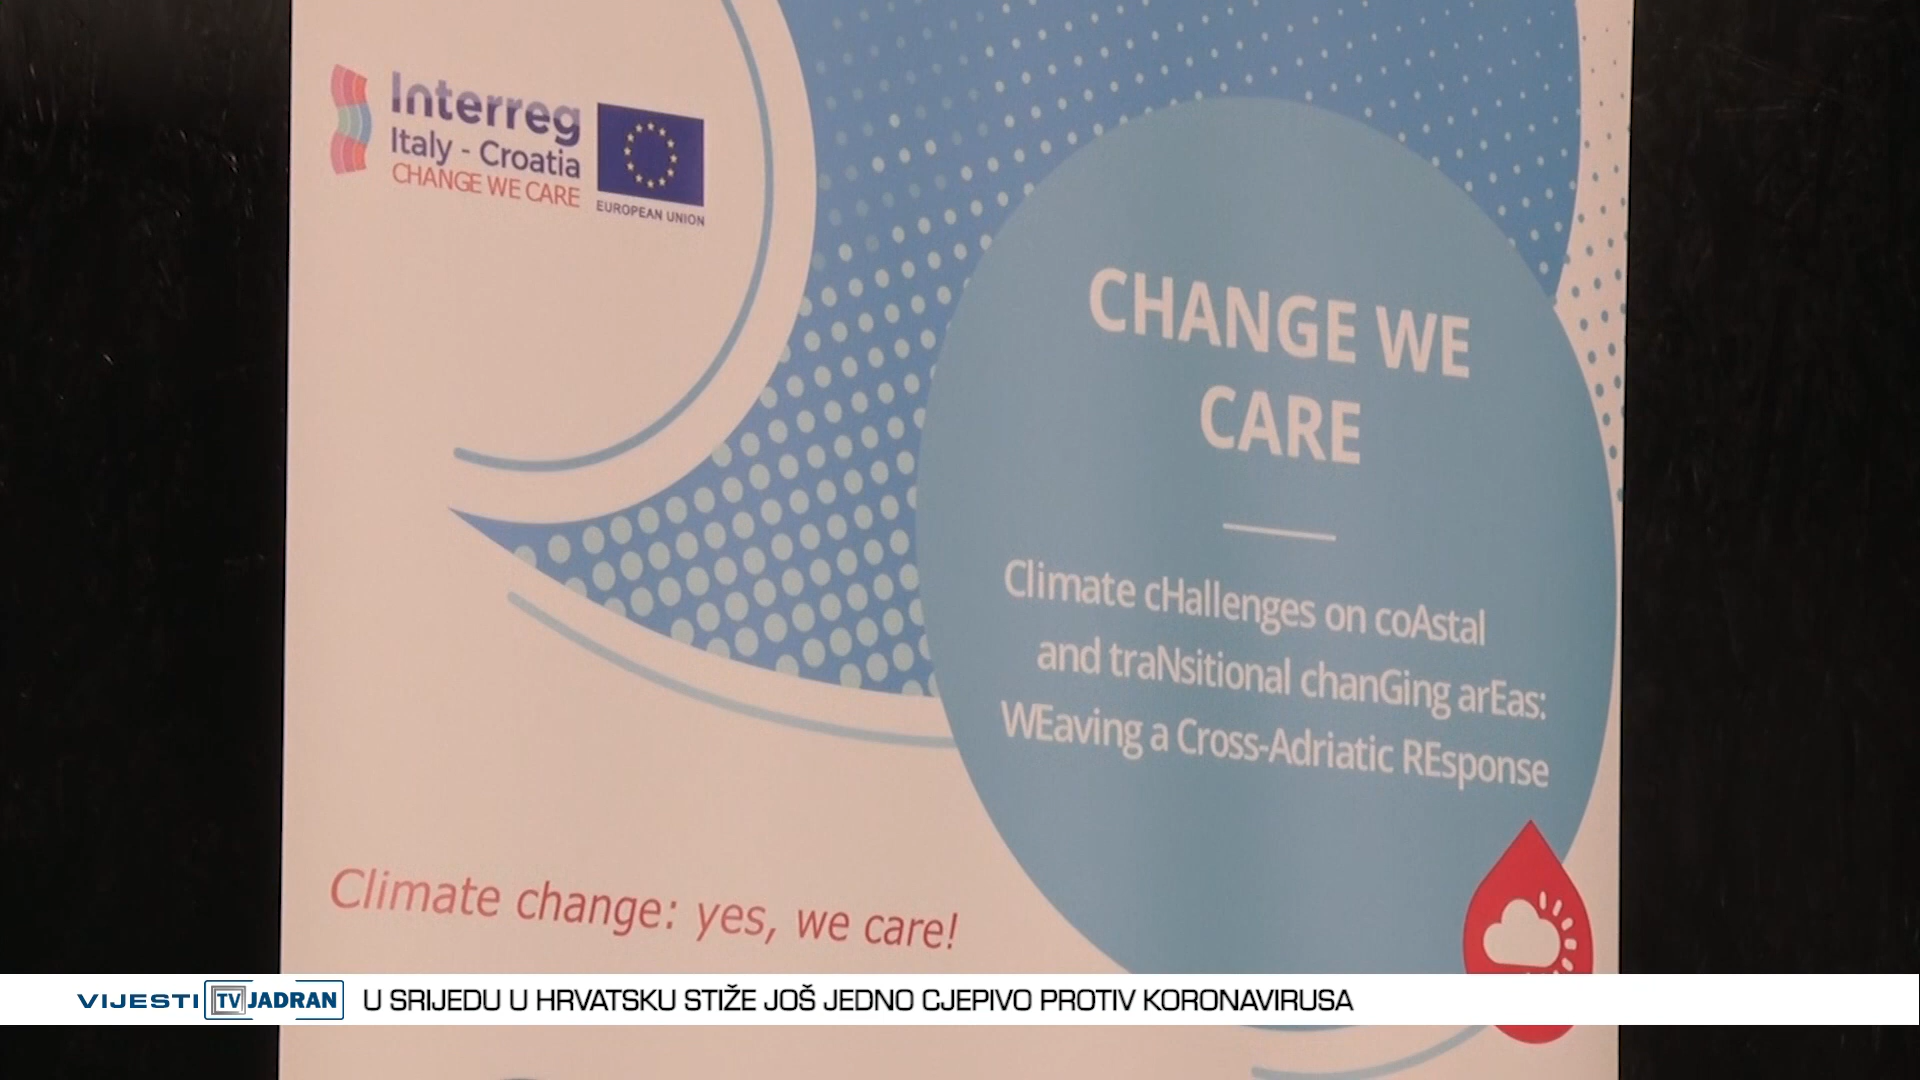 Interreg
Italy - Croatia
CHANGE WE CARE
EUROPEAN UNION
CHANGE WE
CARE
Climate cHallenges on coAstal
and traNsitional chanGing arEas:
WEaving a Cross-Adriatic REsponse
Climate change: yes, we care!
VIJESTI TV JADRAN U SRIJEDU U HRVATSKU STIŽE JOŠ JEDNO CJEPIVO PROTIV KORONAVIRUSA